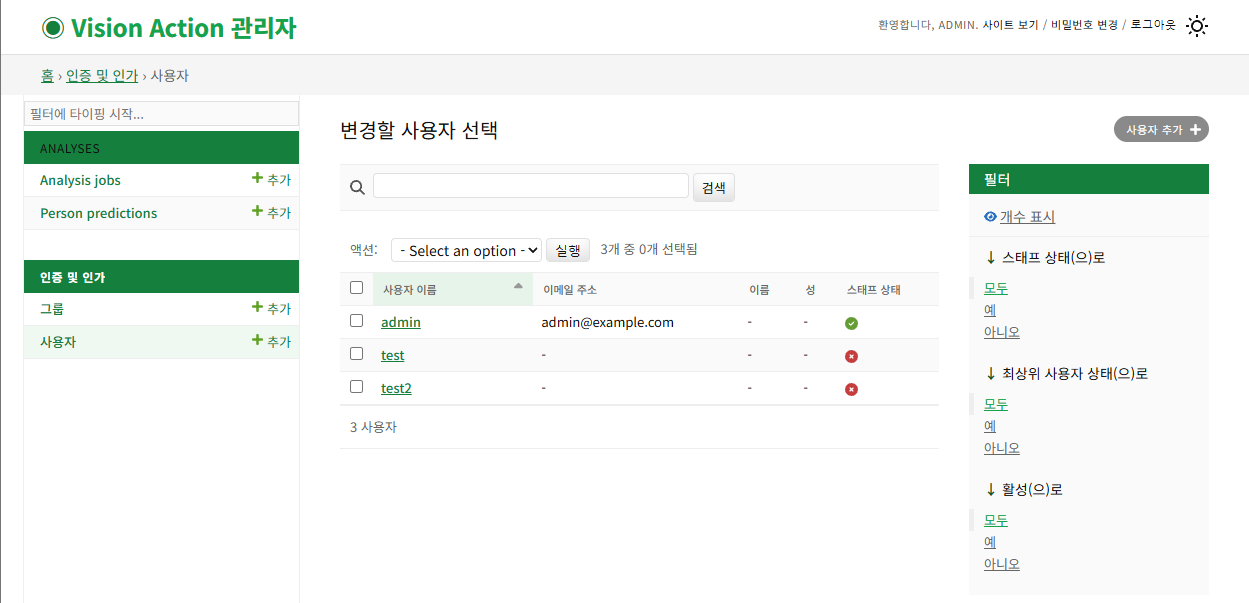 Vision Action 관리자
환영합니다, ADMIN. 사이트 보기 / 비밀번호 변경 / 로그아웃
홈 › 인증 및 인가 › 사용자
필터에 타이핑 시작...
ANALYSES
Analysis jobs 추가
Person predictions 추가
인증 및 인가
그룹 추가
사용자 추가
변경할 사용자 선택
사용자 추가
검색
액션: - Select an option - 실행 3개 중 0개 선택됨
사용자 이름 이메일 주소 이름 성 스태프 상태
admin admin@example.com - -
test - - -
test2 - - -
3 사용자
필터
개수 표시
↓ 스태프 상태(으)로
모두
예
아니오
↓ 최상위 사용자 상태(으)로
모두
예
아니오
↓ 활성(으)로
모두
예
아니오